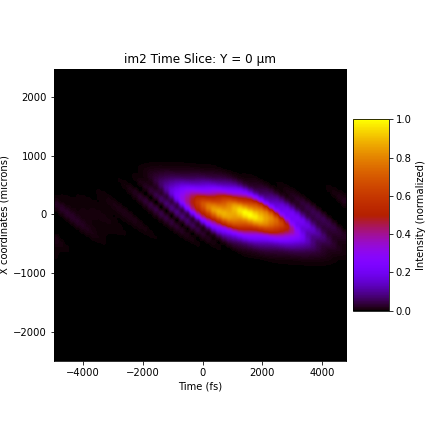 im2 Time Slice: Y = 0 μm
X coordinates (microns)
2000
1000
0
−1000
−2000
−4000 −2000 0 2000 4000
Time (fs)
1.0
0.8
0.6
0.4
0.2
0.0
Intensity (normalized)